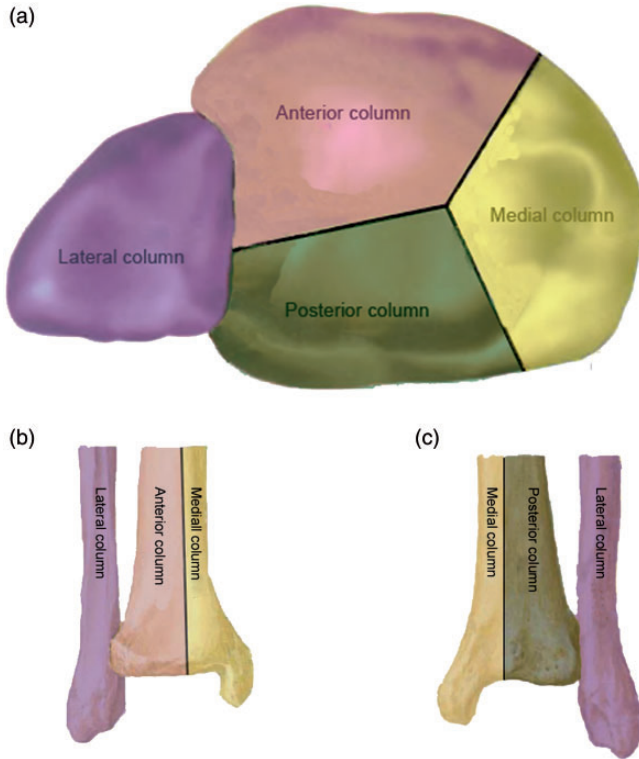 (a)
Anterior column
Medial column
Lateral column
Posterior column
(b)
Lateral column
Anterior column
Mediall column
(c)
Medial column
Posterior column
Lateral column